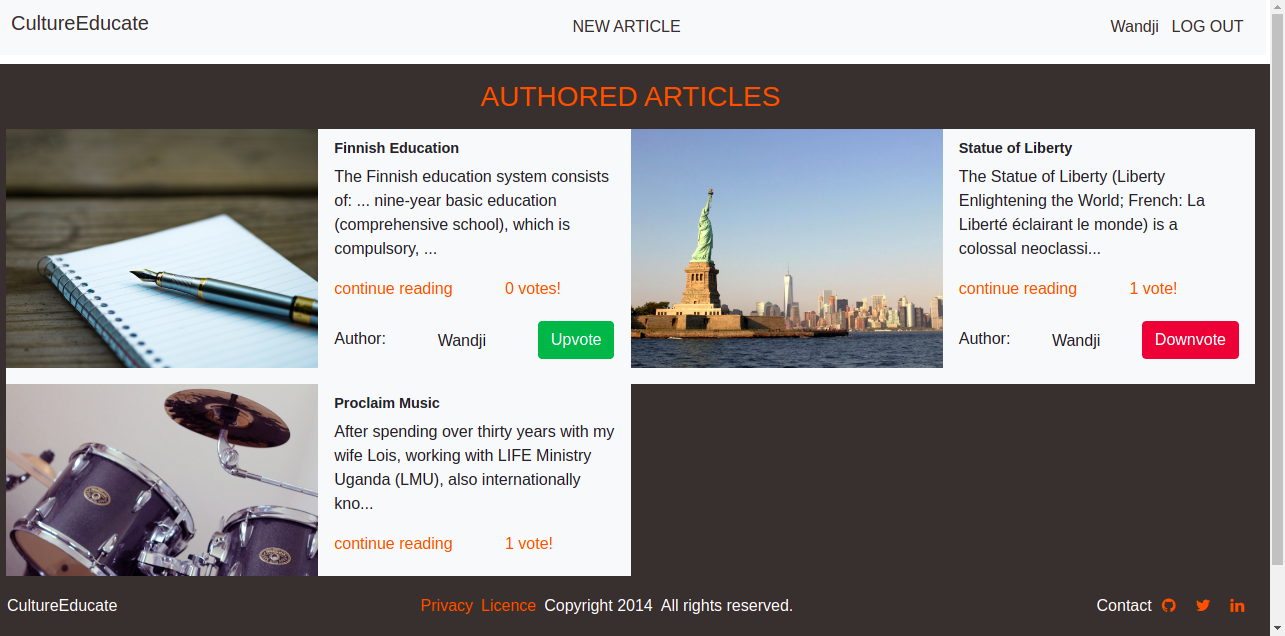 CultureEducate
NEW ARTICLE
Wandji LOG OUT
AUTHORED ARTICLES
Finnish Education
The Finnish education system consists
of: ... nine-year basic education
(comprehensive school), which is
compulsory, ...
continue reading 0 votes!
Author: Wandji Upvote
Statue of Liberty
The Statue of Liberty (Liberty
Enlightening the World; French: La
Liberté éclairant le monde) is a
colossal neoclassi...
continue reading 1 vote!
Author: Wandji Downvote
Proclaim Music
After spending over thirty years with my
wife Lois, working with LIFE Ministry
Uganda (LMU), also internationally
kno...
continue reading 1 vote!
CultureEducate
Privacy Licence Copyright 2014 All rights reserved.
Contact